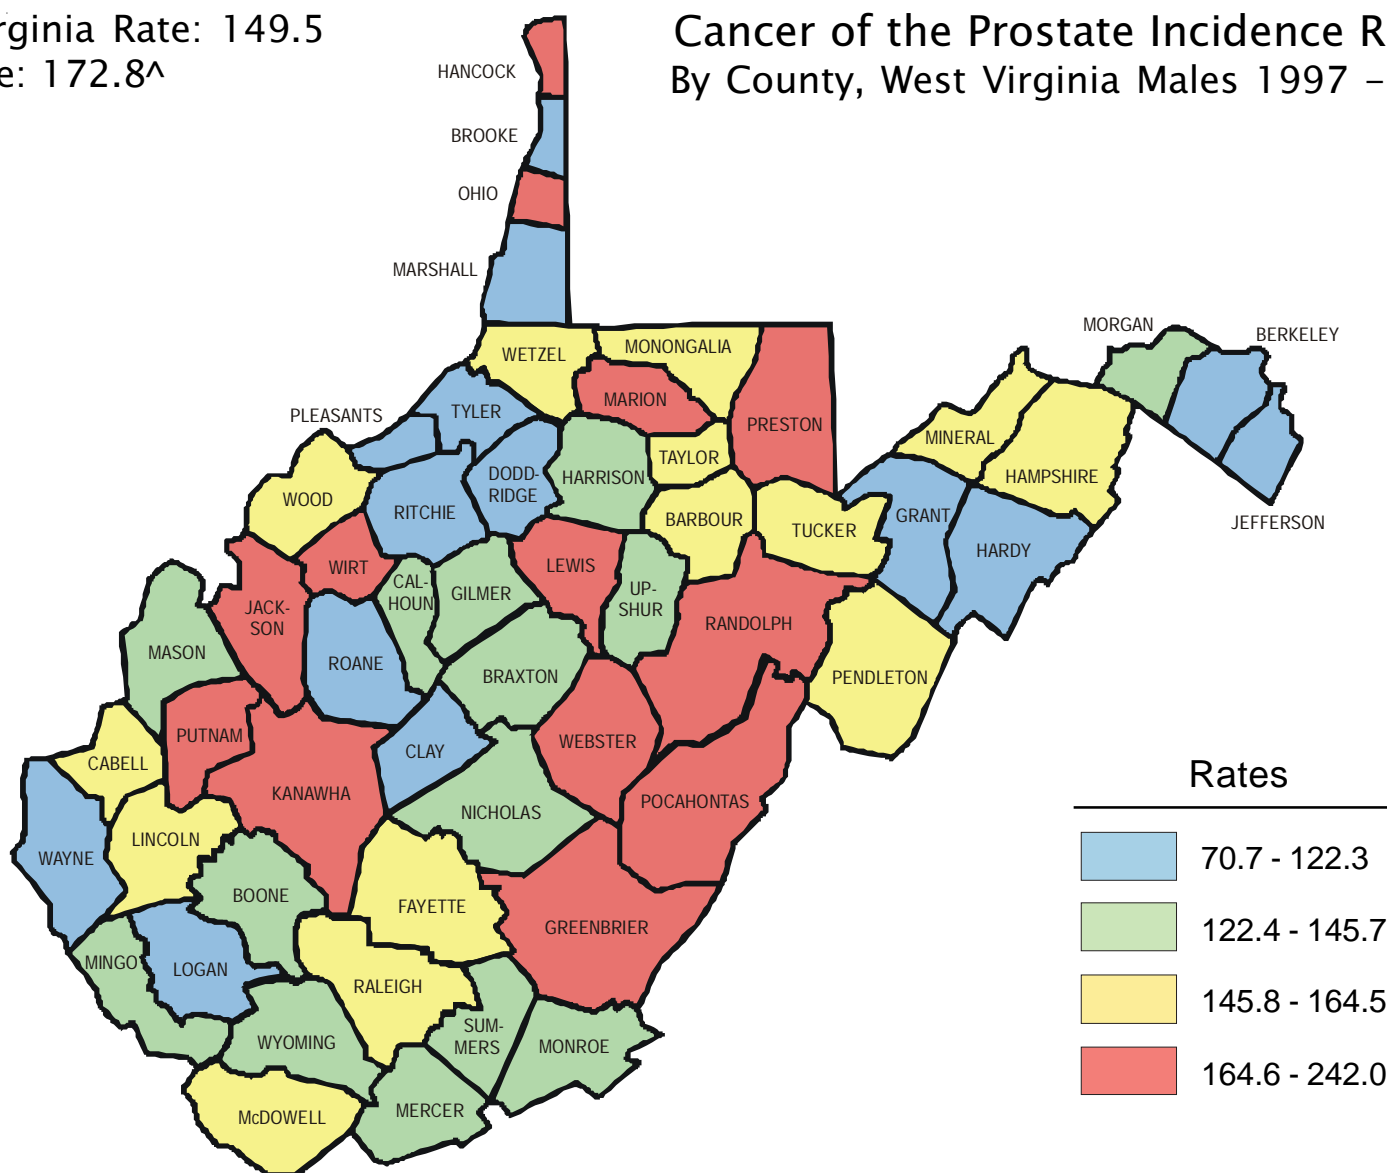 rginia Rate: 149.5
e: 172.8^
Cancer of the Prostate Incidence R
By County, West Virginia Males 1997 –
HANCOCK
BROOKE
OHIO
MARSHALL
WETZEL
MONONGALIA
MORGAN
BERKELEY
MARION
PRESTON
TYLER
PLEASANTS
MINERAL
HAMPSHIRE
TAYLOR
HARRISON
DODD-
RIDGE
WOOD
RITCHIE
BARBOUR
TUCKER
GRANT
JEFFERSON
HARDY
WIRT
LEWIS
CAL-
HOUN
GILMER
UP-
SHUR
JACK-
SON
RANDOLPH
MASON
ROANE
BRAXTON
PENDLETON
PUTNAM
CLAY
WEBSTER
CABELL
KANAWHA
POCAHONTAS
NICHOLAS
LINCOLN
WAYNE
BOONE
FAYETTE
GREENBRIER
MINGO
LOGAN
RALEIGH
SUM-
MERS
WYOMING
MONROE
McDOWELL
MERCER
Rates
70.7 - 122.3
122.4 - 145.7
145.8 - 164.5
164.6 - 242.0